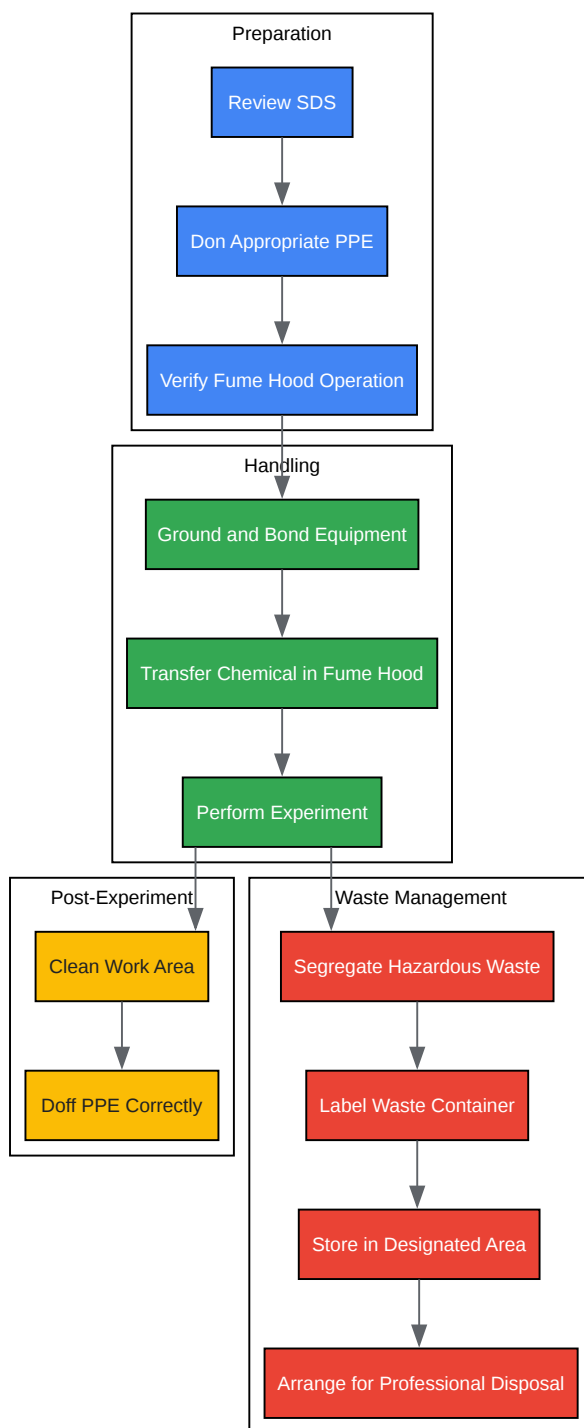 Preparation
Review SDS
Don Appropriate PPE
Verify Fume Hood Operation
Handling
Ground and Bond Equipment
Transfer Chemical in Fume Hood
Perform Experiment
Post-Experiment
Clean Work Area
Doff PPE Correctly
Waste Management
Segregate Hazardous Waste
Label Waste Container
Store in Designated Area
Arrange for Professional Disposal